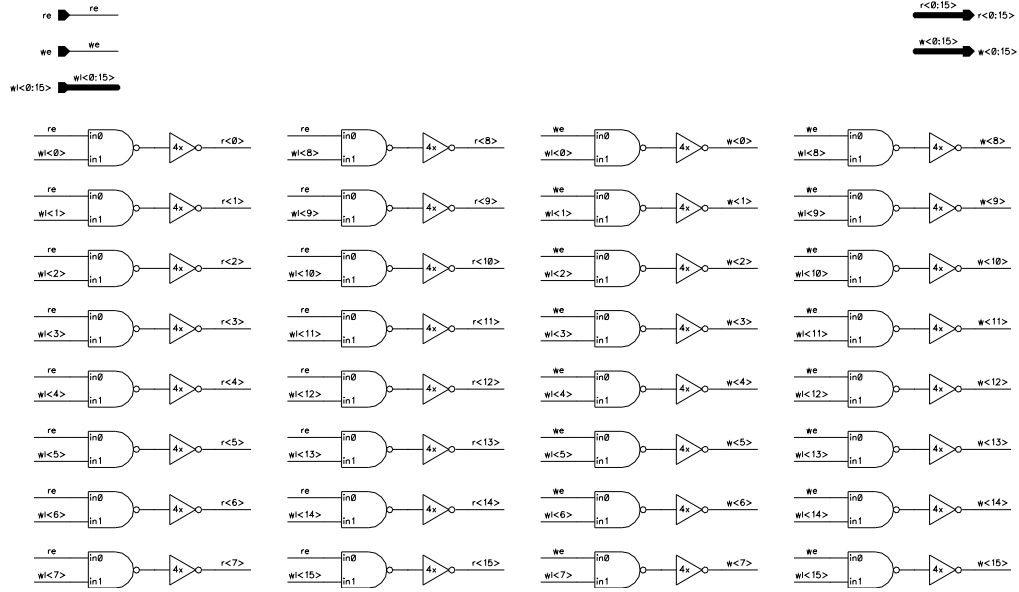 re re r<0:15> r<0:15>
we we w<0:15> w<0:15>
wl<0:15> wl<0:15>
re in0 wl<0> in1 4x r<0> re in0 wl<8> in1 4x r<8> we in0 wl<0> in1 4x w<0> we in0 wl<8> in1 4x w<8>
re in0 wl<1> in1 4x r<1> re in0 wl<9> in1 4x r<9> we in0 wl<1> in1 4x w<1> we in0 wl<9> in1 4x w<9>
re in0 wl<2> in1 4x r<2> re in0 wl<10> in1 4x r<10> we in0 wl<2> in1 4x w<2> we in0 wl<10> in1 4x w<10>
re in0 wl<3> in1 4x r<3> re in0 wl<11> in1 4x r<11> we in0 wl<3> in1 4x w<3> we in0 wl<11> in1 4x w<11>
re in0 wl<4> in1 4x r<4> re in0 wl<12> in1 4x r<12> we in0 wl<4> in1 4x w<4> we in0 wl<12> in1 4x w<12>
re in0 wl<5> in1 4x r<5> re in0 wl<13> in1 4x r<13> we in0 wl<5> in1 4x w<5> we in0 wl<13> in1 4x w<13>
re in0 wl<6> in1 4x r<6> re in0 wl<14> in1 4x r<14> we in0 wl<6> in1 4x w<6> we in0 wl<14> in1 4x w<14>
re in0 wl<7> in1 4x r<7> re in0 wl<15> in1 4x r<15> we in0 wl<7> in1 4x w<7> we in0 wl<15> in1 4x w<15>